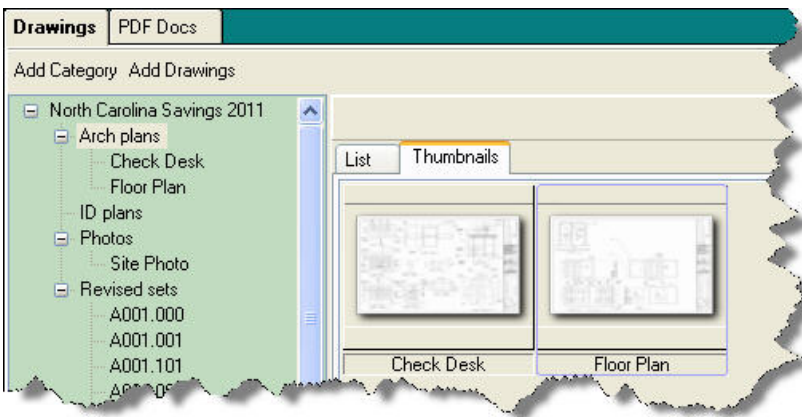 Drawings PDF Docs
Add Category Add Drawings
North Carolina Savings 2011
Arch plans
Check Desk
Floor Plan
ID plans
Photos
Site Photo
Revised sets
A001.000
A001.001
A001.101
List Thumbnails
Check Desk Floor Plan